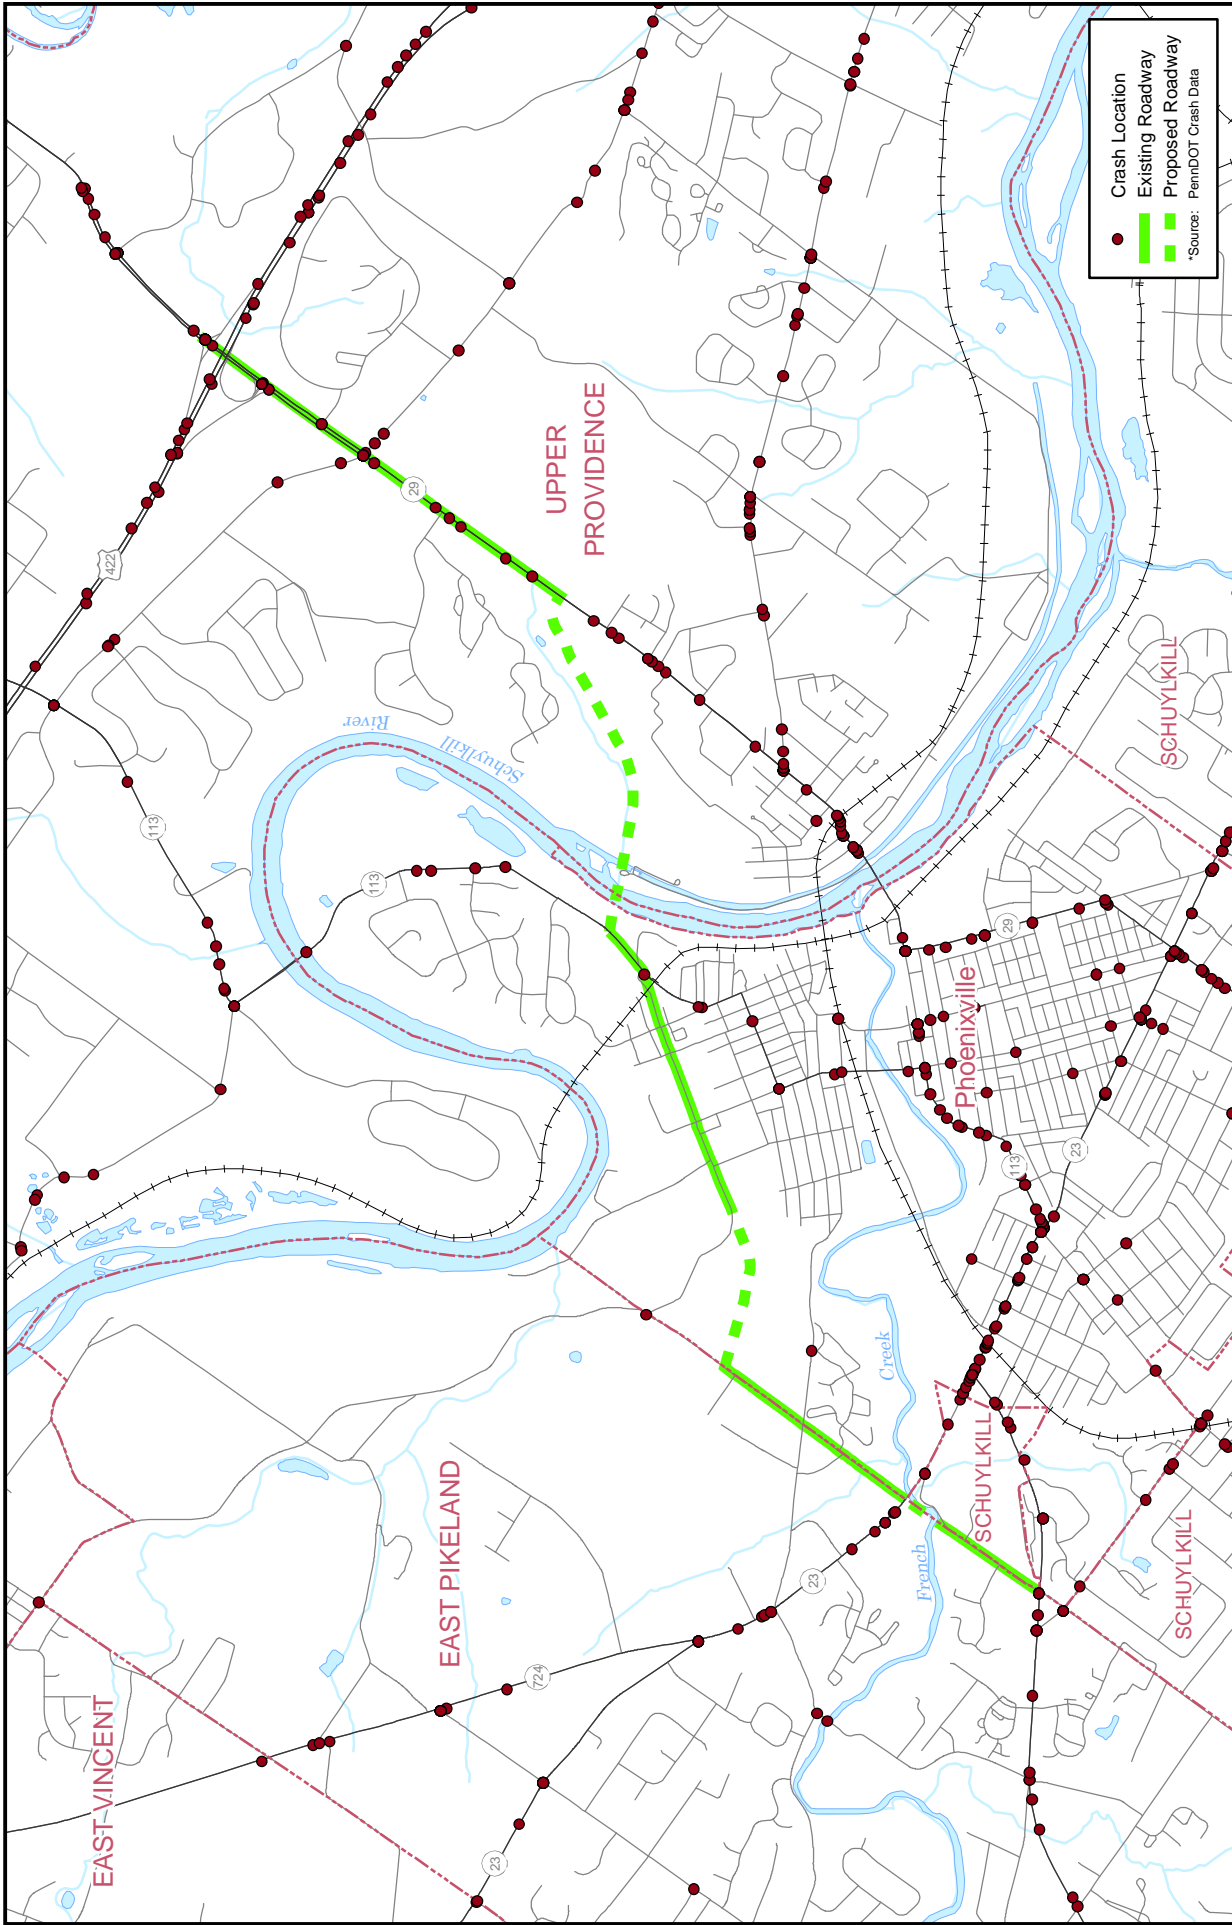 Crash Location
Existing Roadway
Proposed Roadway
*Source: PennDOT Crash Data
EAST VINCENT
EAST PIKELAND
UPPER
PROVIDENCE
Phoenixville
SCHUYLKILL
SCHUYLKILL
SCHUYLKILL
Schuylkill
River
French
Creek
422
29
29
113
113
113
23
23
23
724